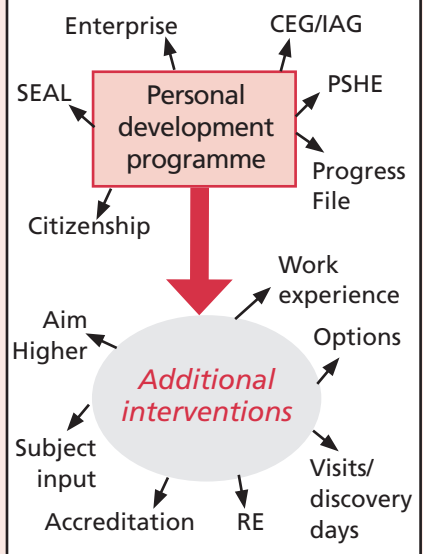 Enterprise
CEG/IAG
SEAL
Personal
development
programme
PSHE
Progress
File
Citizenship
Work
experience
Aim
Higher
Options
Additional
interventions
Subject
input
Visits/
discovery
days
Accreditation
RE